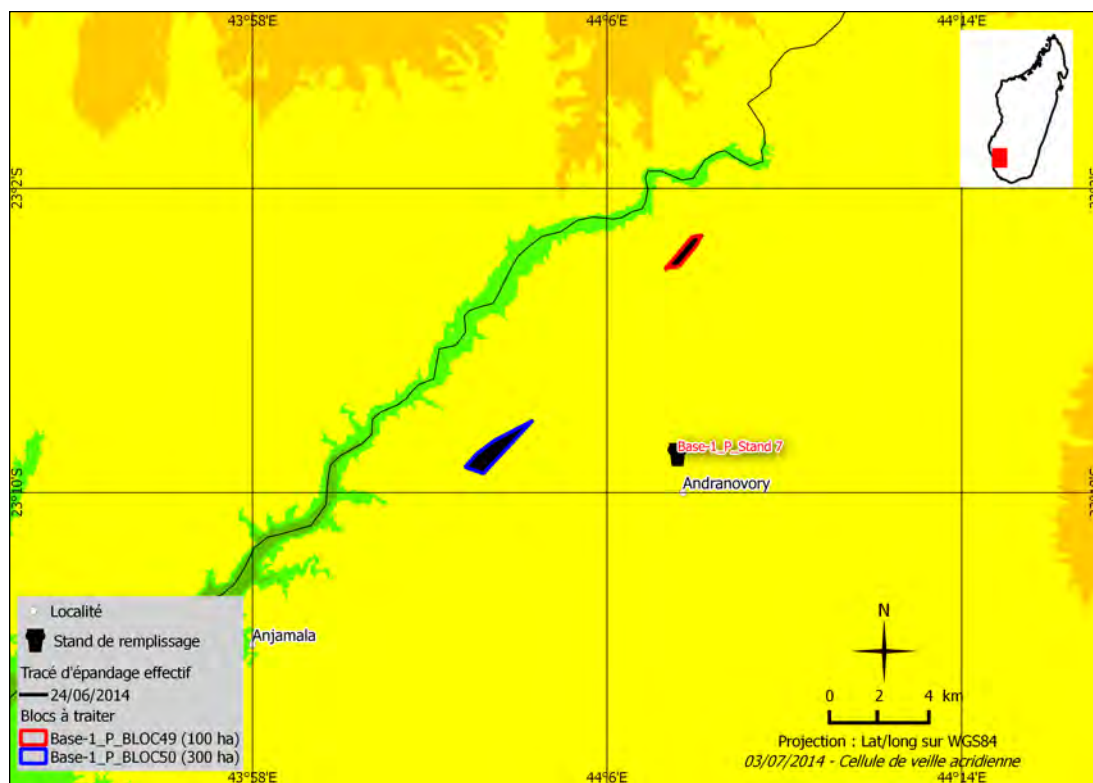 43°58'E
44°6'E
44°14'E
23°2'S
Base-1_P_Stand 7
23°10'S
Andranovory
Localité
Stand de remplissage
Anjamala
Tracé d'épandage effectif
24/06/2014
Blocs à traiter
Base-1_P_BLOC49 (100 ha)
Base-1_P_BLOC50 (300 ha)
N
0 2 4 km
Projection : Lat/long sur WGS84
03/07/2014 - Cellule de veille acridienne
43°58'E
44°6'E
44°14'E